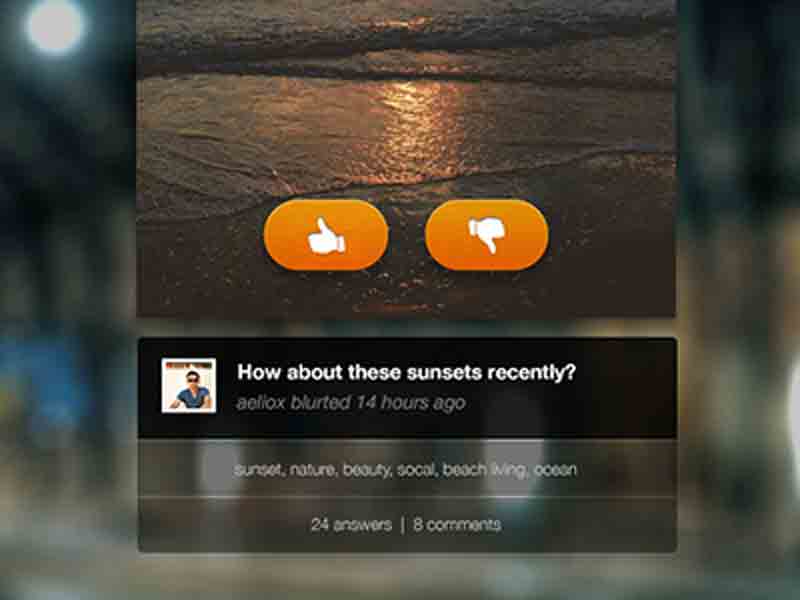 How about these sunsets recently?
aeliox blurted 14 hours ago
sunset, nature, beauty, socal, beach living, ocean
24 answers | 8 comments